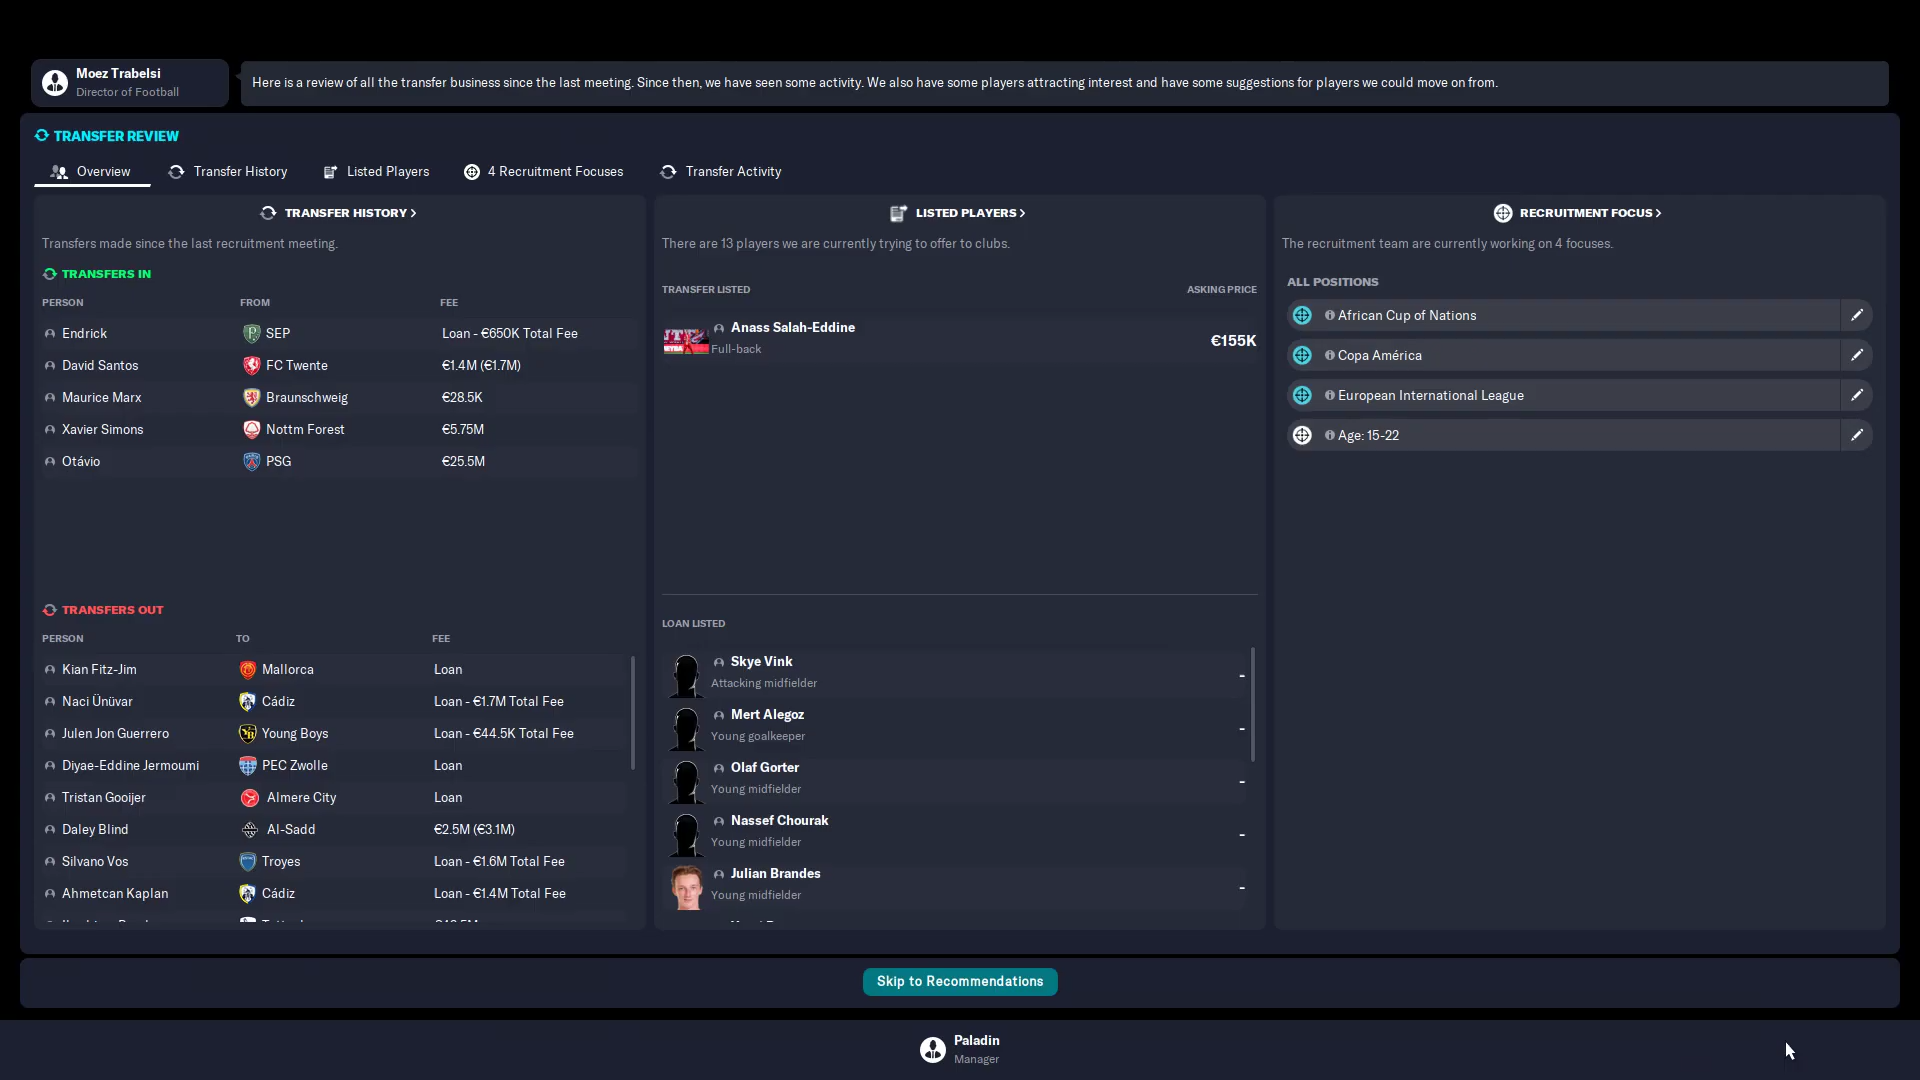 Moez Trabelsi
Director of Football
Here is a review of all the transfer business since the last meeting. Since then, we have seen some activity. We also have some players attracting interest and have some suggestions for players we could move on from.
TRANSFER REVIEW
Overview
Transfer History
Listed Players
4 Recruitment Focuses
Transfer Activity
TRANSFER HISTORY >
Transfers made since the last recruitment meeting.
TRANSFERS IN
PERSON FROM FEE
Endrick SEP Loan - €650K Total Fee
David Santos FC Twente €1.4M (€1.7M)
Maurice Marx Braunschweig €28.5K
Xavier Simons Nottm Forest €5.75M
Otávio PSG €25.5M
TRANSFERS OUT
PERSON TO FEE
Kian Fitz-Jim Mallorca Loan
Naci Ünüvar Cádiz Loan - €1.7M Total Fee
Julen Jon Guerrero Young Boys Loan - €44.5K Total Fee
Diyae-Eddine Jermoumi PEC Zwolle Loan
Tristan Gooijer Almere City Loan
Daley Blind Al-Sadd €2.5M (€3.1M)
Silvano Vos Troyes Loan - €1.6M Total Fee
Ahmetcan Kaplan Cádiz Loan - €1.4M Total Fee
LISTED PLAYERS >
There are 13 players we are currently trying to offer to clubs.
TRANSFER LISTED ASKING PRICE
Anass Salah-Eddine
Full-back
€155K
LOAN LISTED
Skye Vink
Attacking midfielder
-
Mert Alegoz
Young goalkeeper
-
Olaf Gorter
Young midfielder
-
Nassef Chourak
Young midfielder
-
Julian Brandes
Young midfielder
-
RECRUITMENT FOCUS >
The recruitment team are currently working on 4 focuses.
ALL POSITIONS
African Cup of Nations
Copa América
European International League
Age: 15-22
Skip to Recommendations
Paladin
Manager